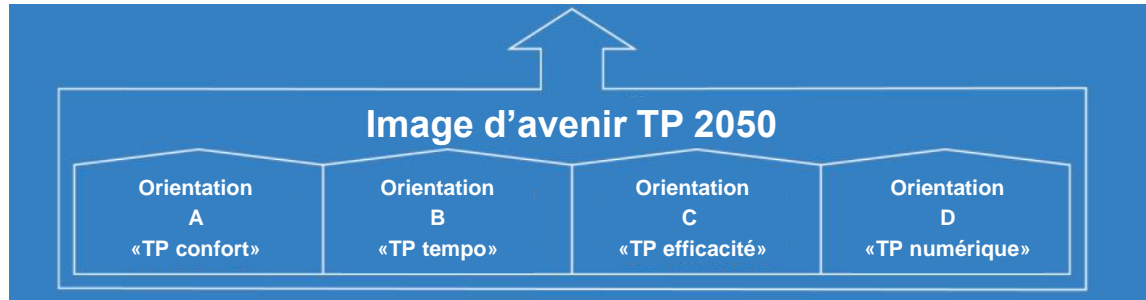 Image d’avenir TP 2050
Orientation
A
«TP confort»
Orientation
B
«TP tempo»
Orientation
C
«TP efficacité»
Orientation
D
«TP numérique»